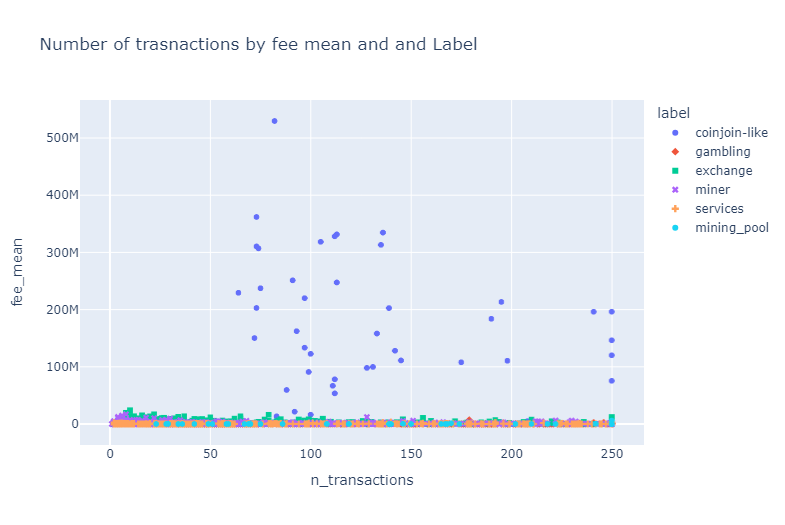 Number of trasnactions by fee mean and and Label
label
coinjoin-like
gambling
exchange
miner
services
mining_pool
500M
400M
300M
200M
100M
0
fee_mean
0
50
100
150
200
250
n_transactions